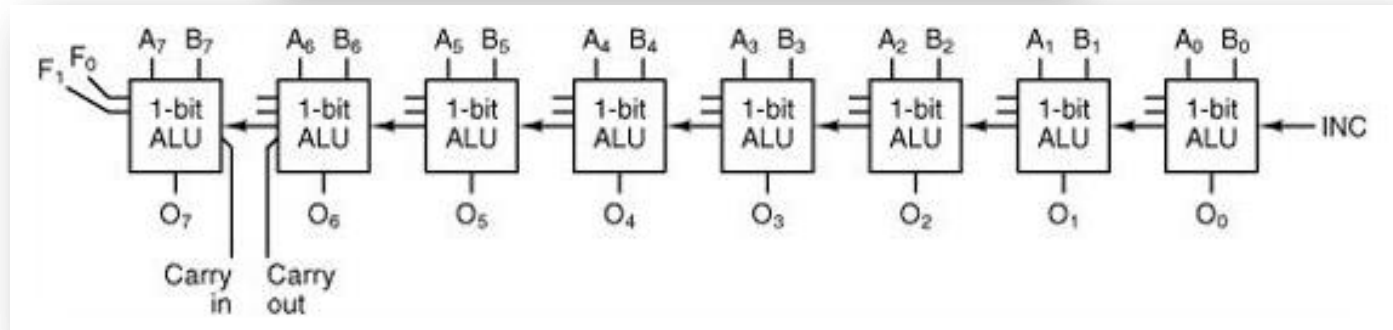 A₇ B₇ A₆ B₆ A₅ B₅ A₄ B₄ A₃ B₃ A₂ B₂ A₁ B₁ A₀ B₀
F₁ F₀
1-bit ALU 1-bit ALU 1-bit ALU 1-bit ALU 1-bit ALU 1-bit ALU 1-bit ALU 1-bit ALU INC
O₇ O₆ O₅ O₄ O₃ O₂ O₁ O₀
Carry in Carry out